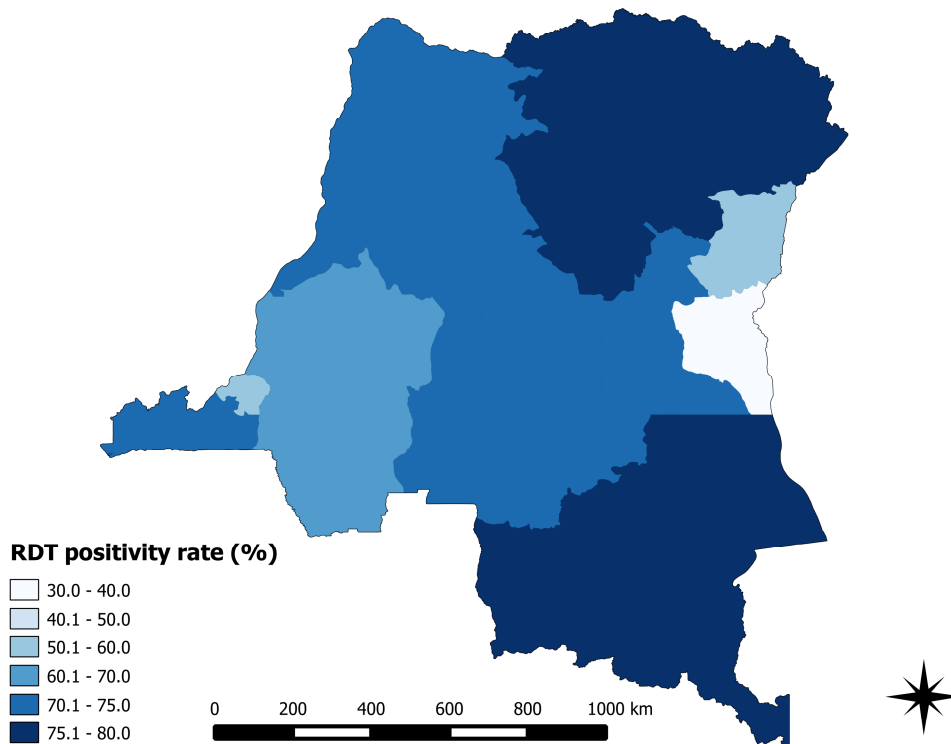 RDT positivity rate (%)
30.0 - 40.0
40.1 - 50.0
50.1 - 60.0
60.1 - 70.0
70.1 - 75.0
75.1 - 80.0
0 200 400 600 800 1000 km